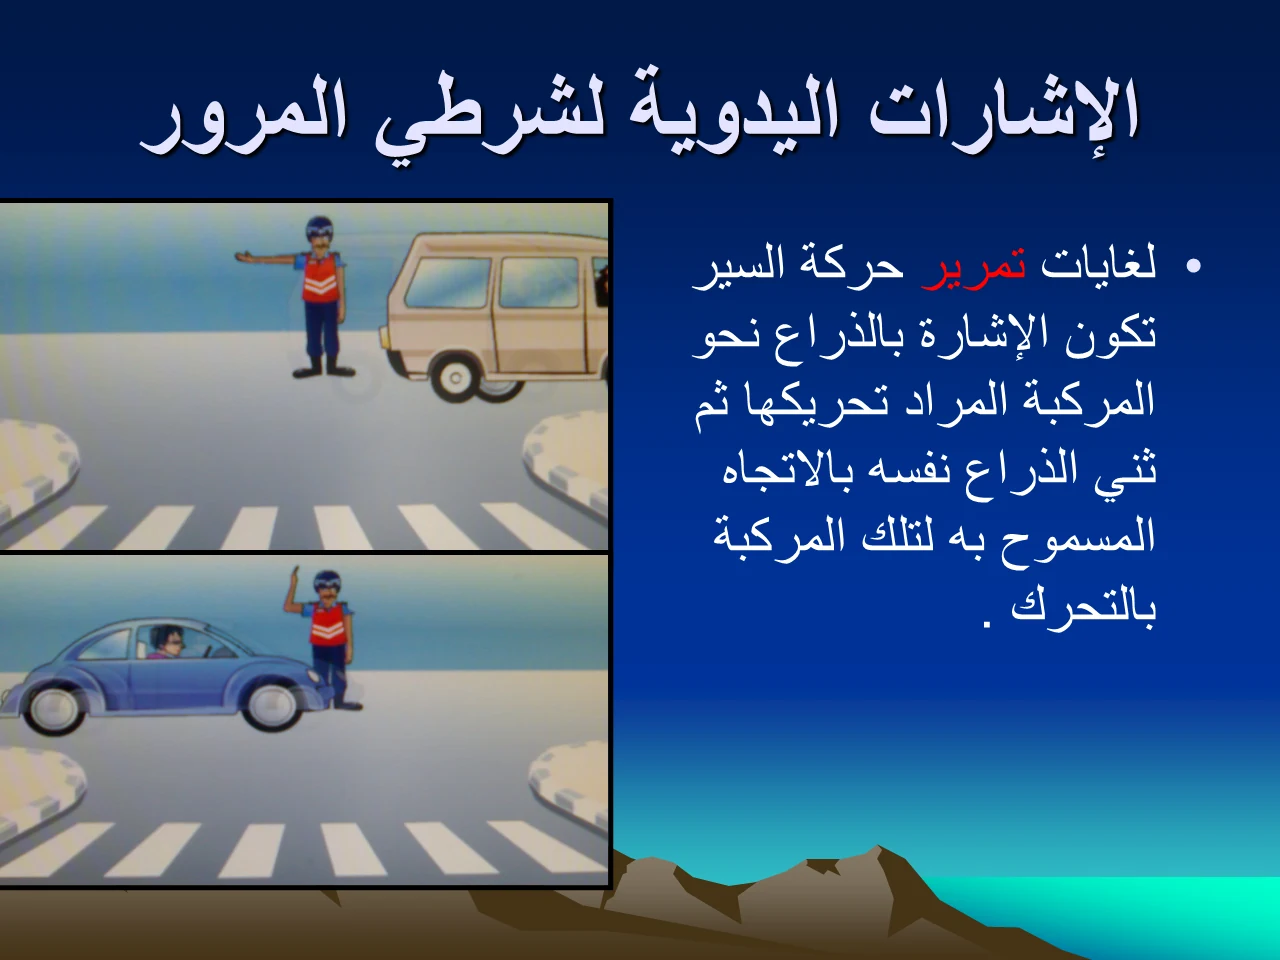 الإشارات اليدوية لشرطي المرور
• لغايات تمرير حركة السير
تكون الإشارة بالذراع نحو
المركبة المراد تحريكها ثم
ثني الذراع نفسه بالاتجاه
المسموح به لتلك المركبة
بالتحرك .